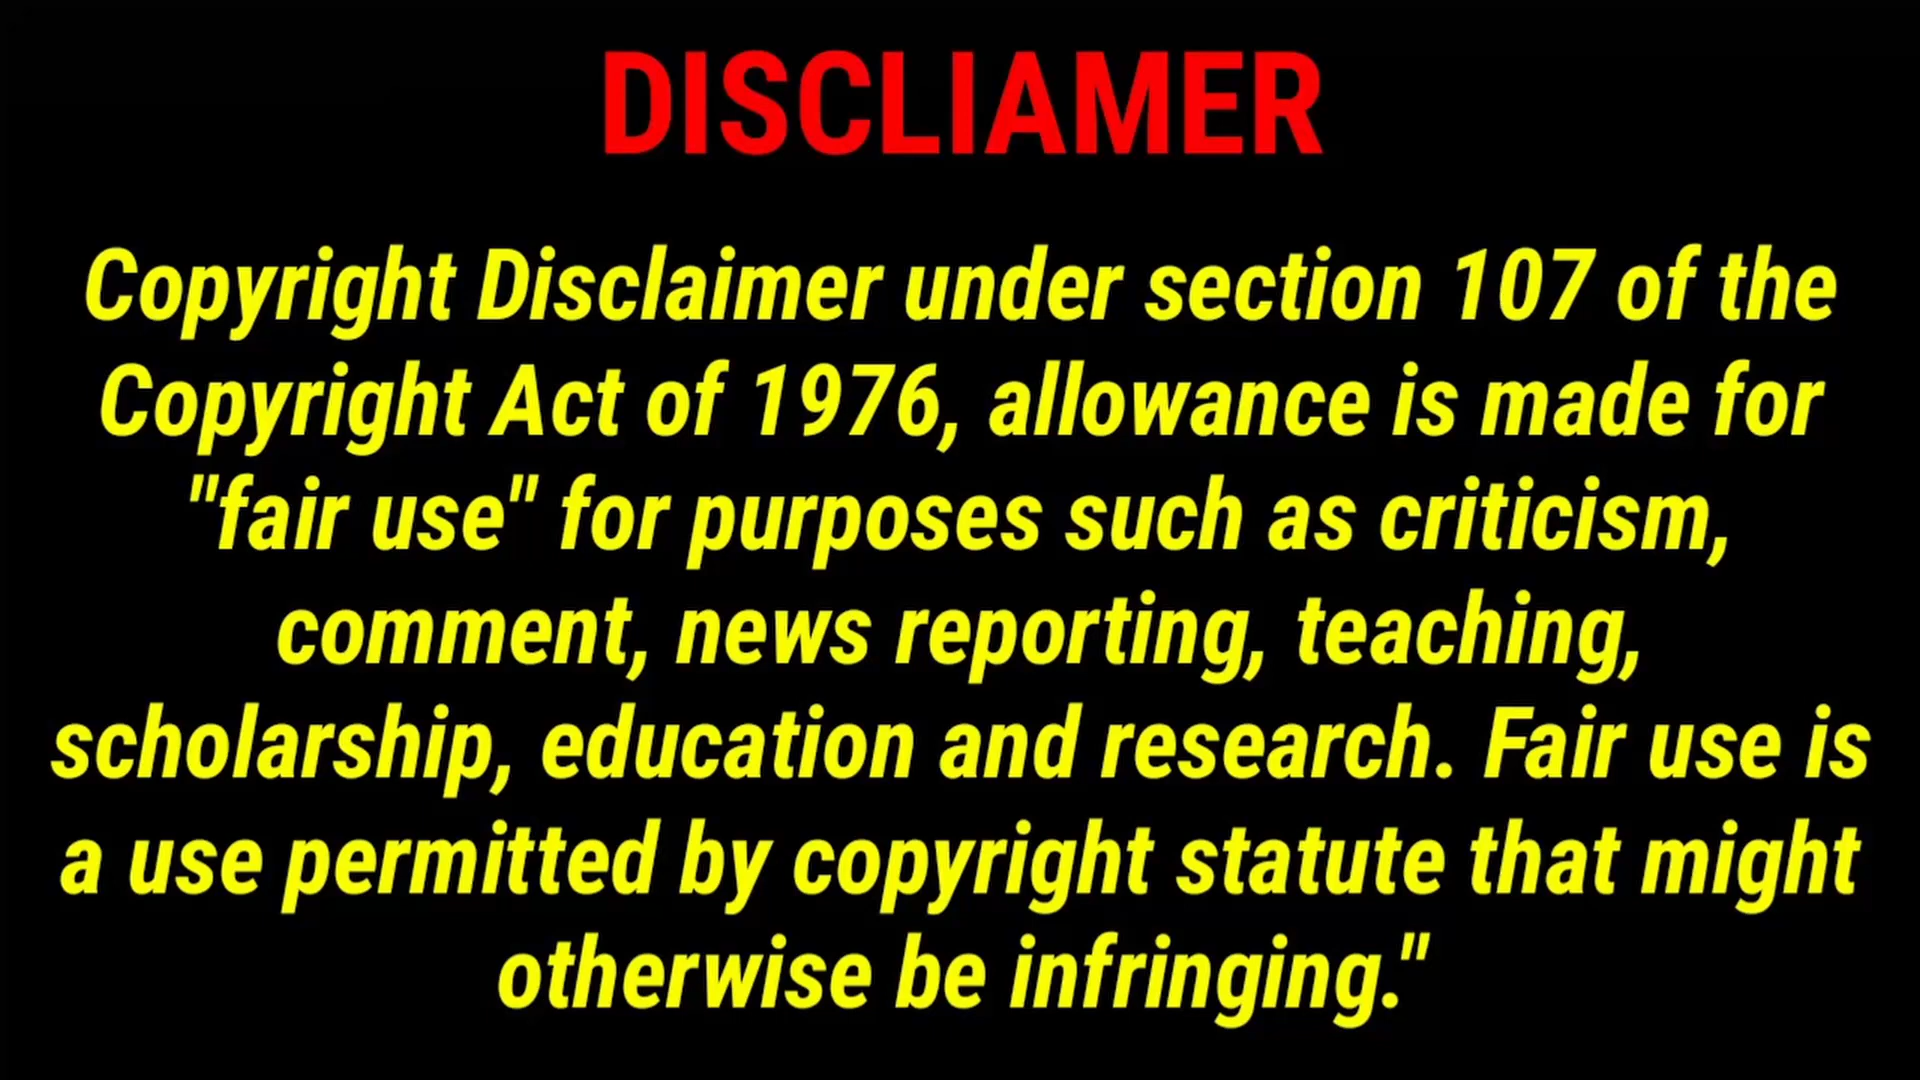 DISCLIAMER
Copyright Disclaimer under section 107 of the
Copyright Act of 1976, allowance is made for
"fair use" for purposes such as criticism,
comment, news reporting, teaching,
scholarship, education and research. Fair use is
a use permitted by copyright statute that might
otherwise be infringing."